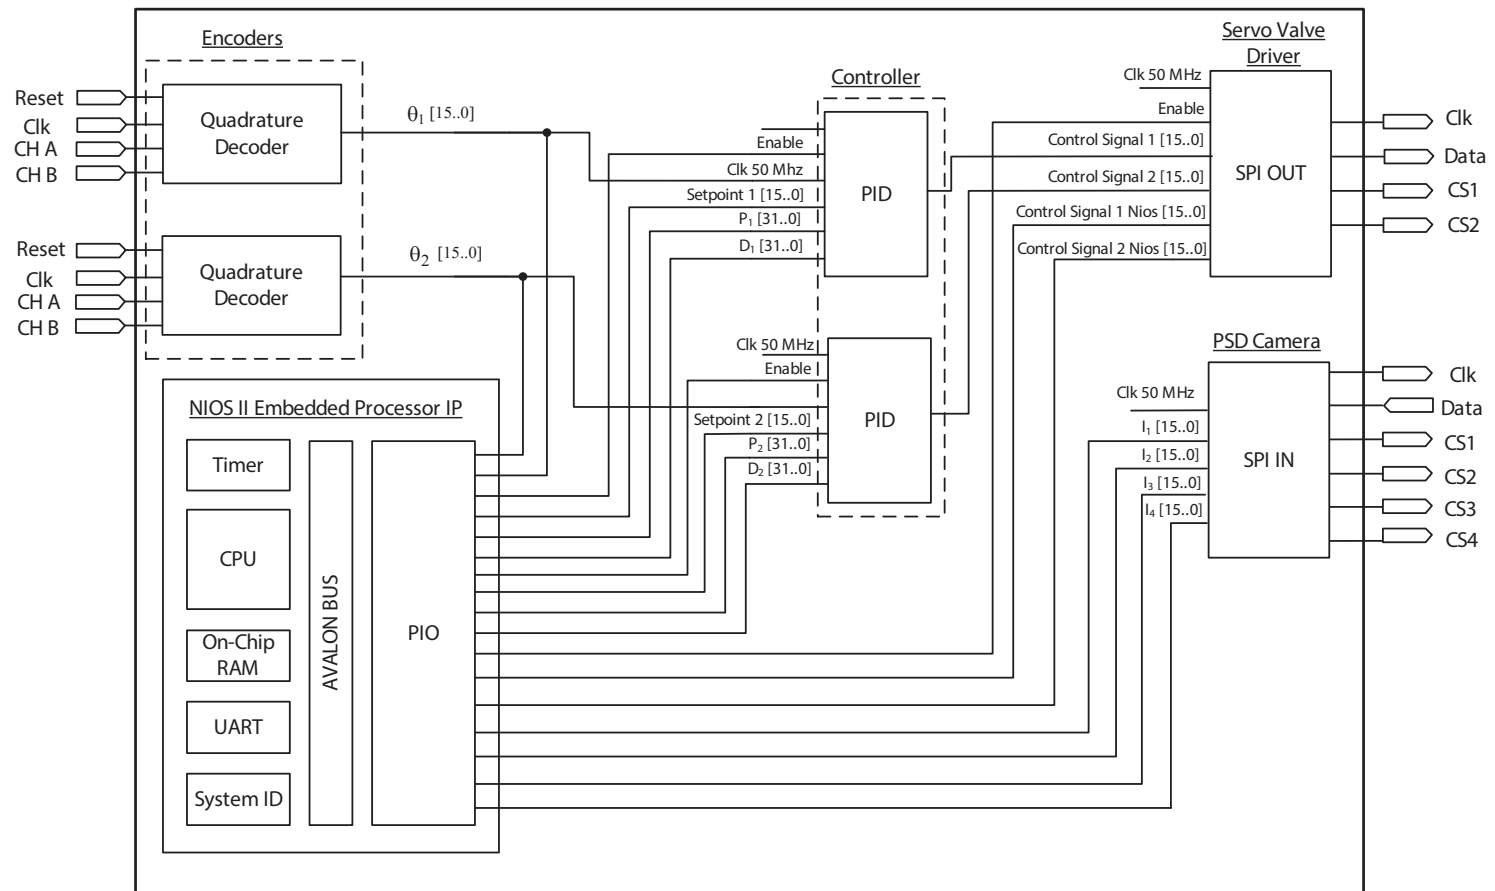 Encoders
Reset
Clk
CH A
CH B
Quadrature
Decoder
θ1 [15..0]
Reset
Clk
CH A
CH B
Quadrature
Decoder
θ2 [15..0]
NIOS II Embedded Processor IP
Timer
CPU
On-Chip
RAM
UART
System ID
AVALON BUS
PIO
Controller
Enable
Clk 50 Mhz
Setpoint 1 [15..0]
P1 [31..0]
D1 [31..0]
PID
Clk 50 MHz
Enable
Setpoint 2 [15..0]
P2 [31..0]
D2 [31..0]
PID
Servo Valve
Driver
Clk 50 MHz
Enable
Control Signal 1 [15..0]
Control Signal 2 [15..0]
Control Signal 1 Nios [15..0]
Control Signal 2 Nios [15..0]
SPI OUT
Clk
Data
CS1
CS2
PSD Camera
Clk 50 MHz
I1 [15..0]
I2 [15..0]
I3 [15..0]
I4 [15..0]
SPI IN
Clk
Data
CS1
CS2
CS3
CS4